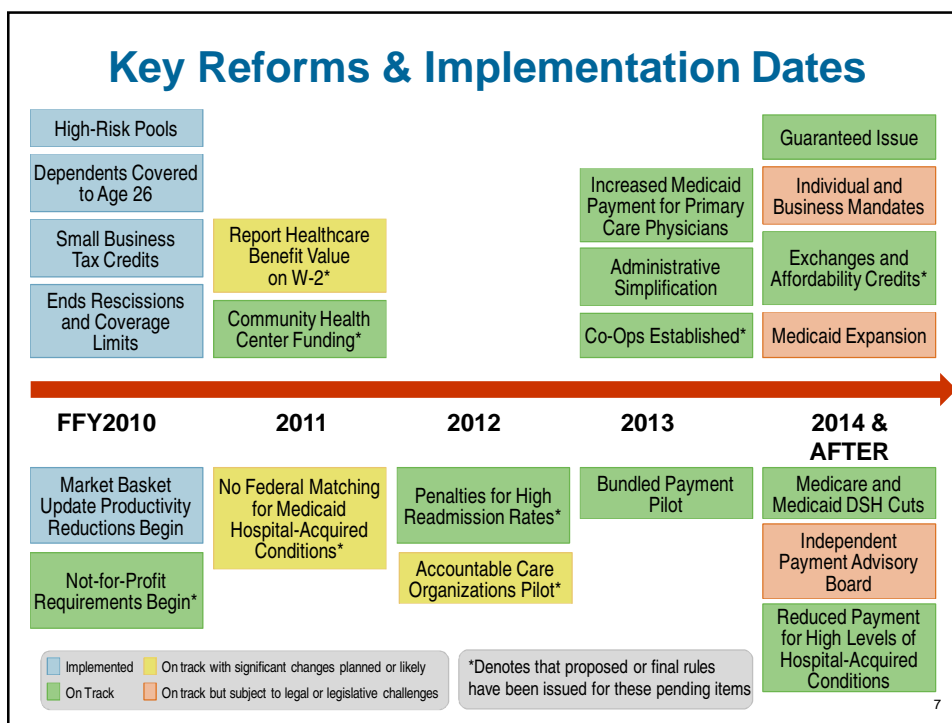 Key Reforms & Implementation Dates
High-Risk Pools
Dependents Covered
to Age 26
Small Business
Tax Credits
Ends Rescissions
and Coverage
Limits
Report Healthcare
Benefit Value
on W-2*
Community Health
Center Funding*
Increased Medicaid
Payment for Primary
Care Physicians
Administrative
Simplification
Co-Ops Established*
Guaranteed Issue
Individual and
Business Mandates
Exchanges and
Affordability Credits*
Medicaid Expansion
FFY2010
2011
2012
2013
2014 &
AFTER
Market Basket
Update Productivity
Reductions Begin
Not-for-Profit
Requirements Begin*
No Federal Matching
for Medicaid
Hospital-Acquired
Conditions*
Penalties for High
Readmission Rates*
Accountable Care
Organizations Pilot*
Bundled Payment
Pilot
Medicare and
Medicaid DSH Cuts
Independent
Payment Advisory
Board
Reduced Payment
for High Levels of
Hospital-Acquired
Conditions
Implemented
On track with significant changes planned or likely
On Track
On track but subject to legal or legislative challenges
*Denotes that proposed or final rules
have been issued for these pending items
7